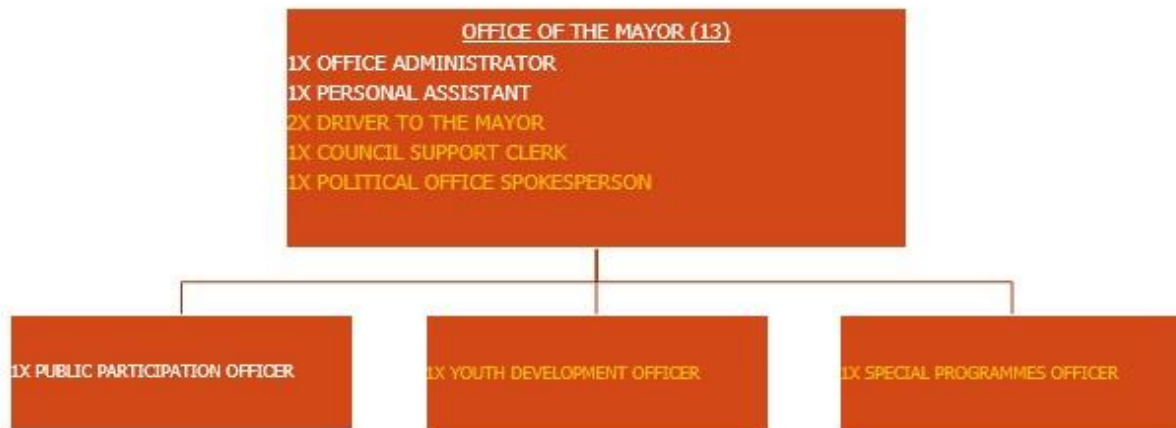 OFFICE OF THE MAYOR (13)
1X OFFICE ADMINISTRATOR
1X PERSONAL ASSISTANT
2X DRIVER TO THE MAYOR
1X COUNCIL SUPPORT CLERK
1X POLITICAL OFFICE SPOKESPERSON
1X PUBLIC PARTICIPATION OFFICER
1X YOUTH DEVELOPMENT OFFICER
1X SPECIAL PROGRAMMES OFFICER